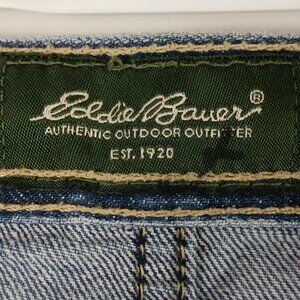 Eddie Bauer®
AUTHENTIC OUTDOOR OUTFITTER
EST. 1920